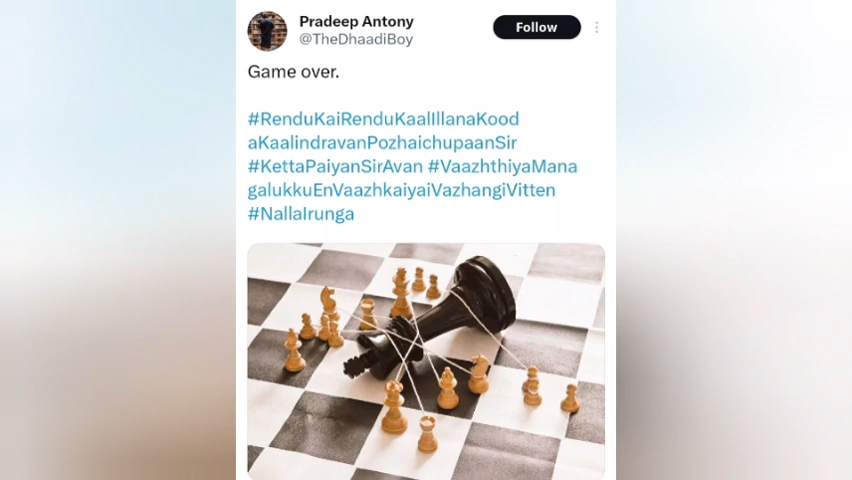 Pradeep Antony
Follow
@TheDhaadiBoy
Game over.
#RenduKaiRenduKaalIllanaKood
aKaalindravanPozhaichupaanSir
#KettaPaiyanSirAvan #VaazhthiyaMana
galukkuEnVaazhkaiyaiVazhangiVitten
#NallaIrunga